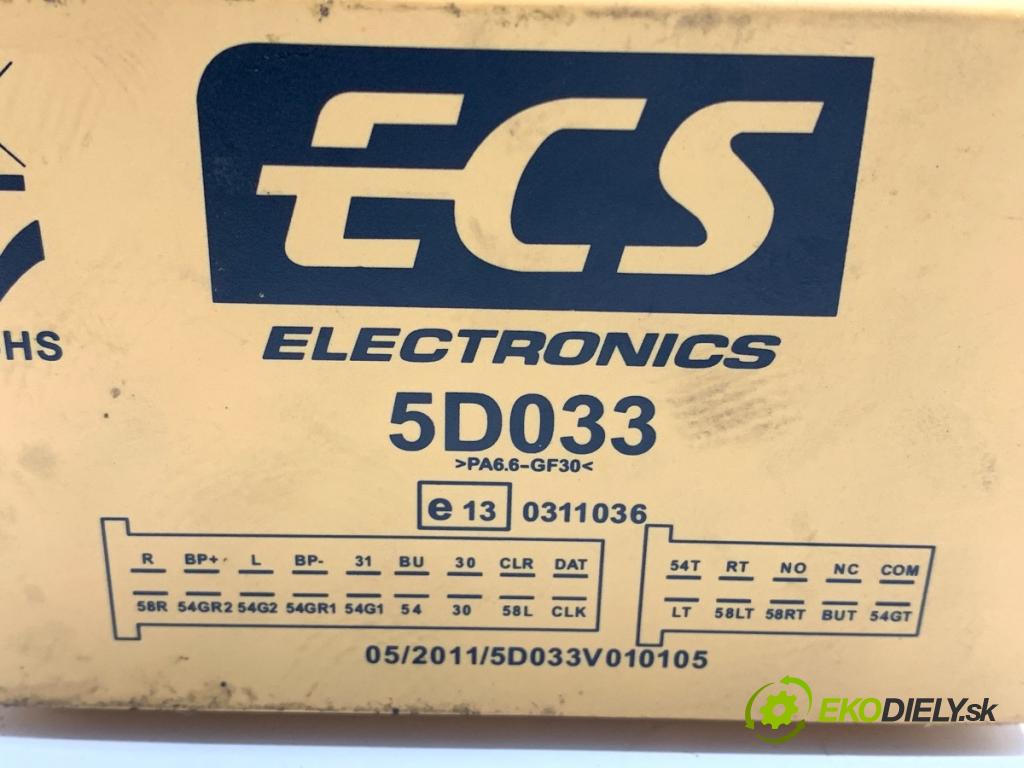 ECS
ELECTRONICS
HS
5D033
>PA6.6-GF30<
e 13 0311036
R BP+ L BP- 31 BU 30 CLR DAT
58R 54GR2 54G2 54GR1 54G1 54 30 58L CLK
54T RT NO NC COM
LT 58LT 58RT BUT 54GT
05/2011/5D033V010105
EKODIELY.sk